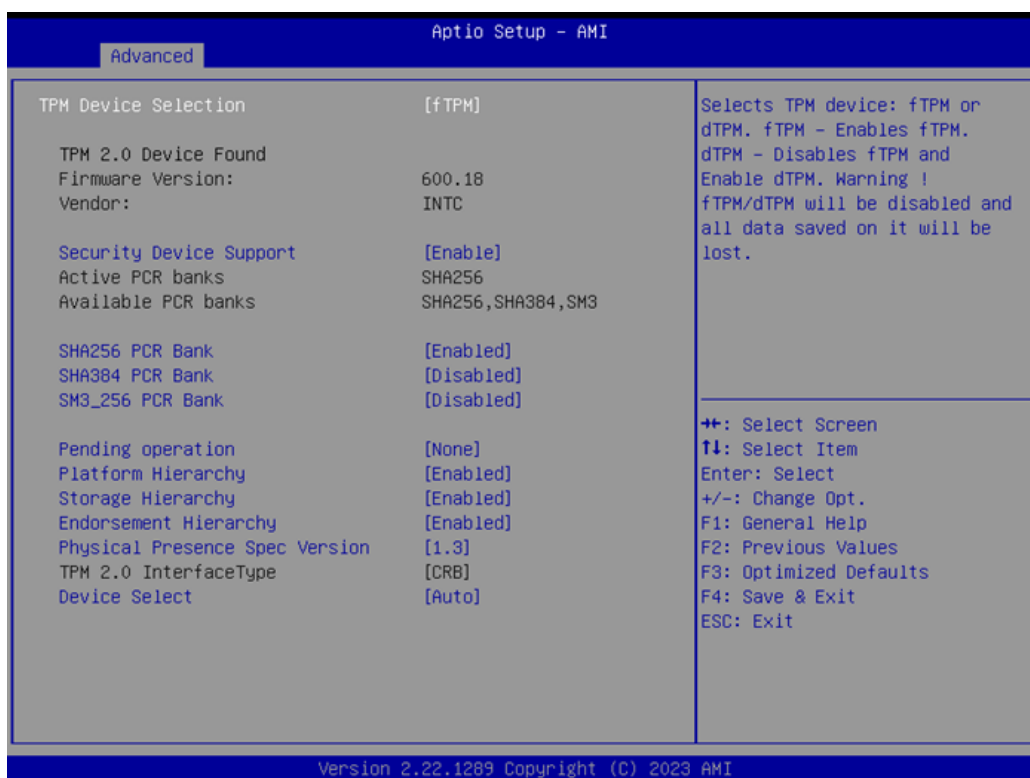 Aptio Setup - AMI
Advanced
TPM Device Selection [fTPM]
TPM 2.0 Device Found
Firmware Version: 600.18
Vendor: INTC
Security Device Support [Enable]
Active PCR banks SHA256
Available PCR banks SHA256,SHA384,SM3
SHA256 PCR Bank [Enabled]
SHA384 PCR Bank [Disabled]
SM3_256 PCR Bank [Disabled]
Pending operation [None]
Platform Hierarchy [Enabled]
Storage Hierarchy [Enabled]
Endorsement Hierarchy [Enabled]
Physical Presence Spec Version [1.3]
TPM 2.0 InterfaceType [CRB]
Device Select [Auto]
Selects TPM device: fTPM or
dTPM. fTPM - Enables fTPM.
dTPM - Disables fTPM and
Enable dTPM. Warning !
fTPM/dTPM will be disabled and
all data saved on it will be
lost.
→←: Select Screen
↑↓: Select Item
Enter: Select
+/-: Change Opt.
F1: General Help
F2: Previous Values
F3: Optimized Defaults
F4: Save & Exit
ESC: Exit
Version 2.22.1289 Copyright (C) 2023 AMI